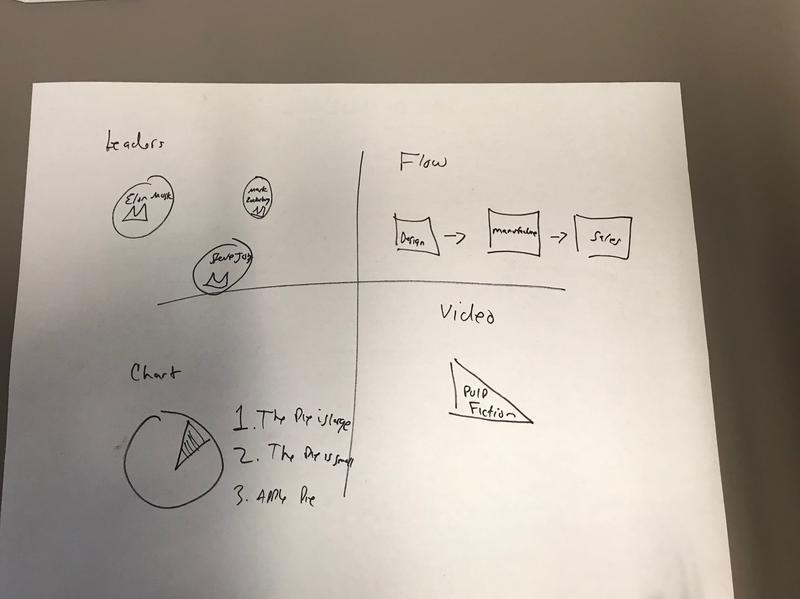 Leaders
Elon Musk
Mark
Zuckerberg
Steve Jobs
Flow
Design
Manufacture
Sales
Chart
1. The Pie is large
2. The Pie is small
3. Apple Pie
Video
Pulp
Fiction